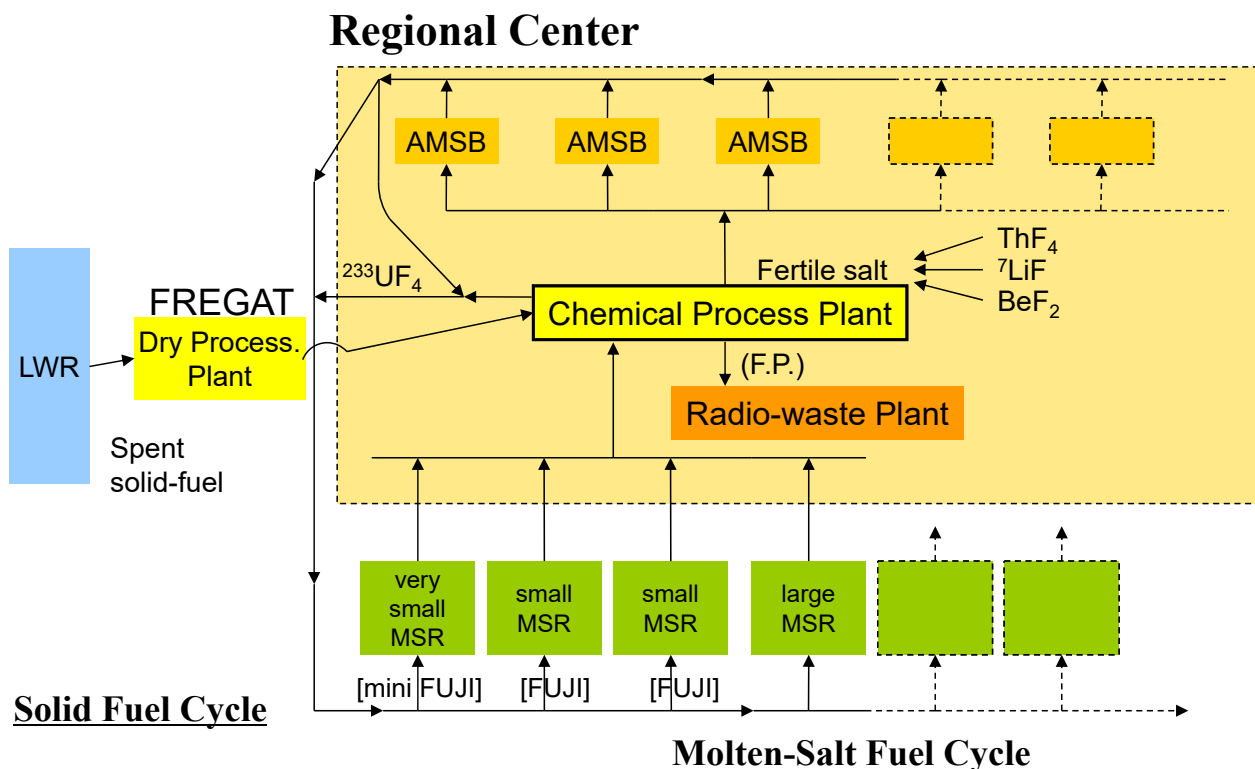 Regional Center
AMSB
AMSB
AMSB
ThF₄
⁷LiF
BeF₂
Fertile salt
²³³UF₄
FREGAT
Chemical Process Plant
LWR
Dry Process.
Plant
(F.P.)
Radio-waste Plant
Spent
solid-fuel
very
small
MSR
small
MSR
small
MSR
large
MSR
[mini FUJI]
[FUJI]
[FUJI]
Solid Fuel Cycle
Molten-Salt Fuel Cycle